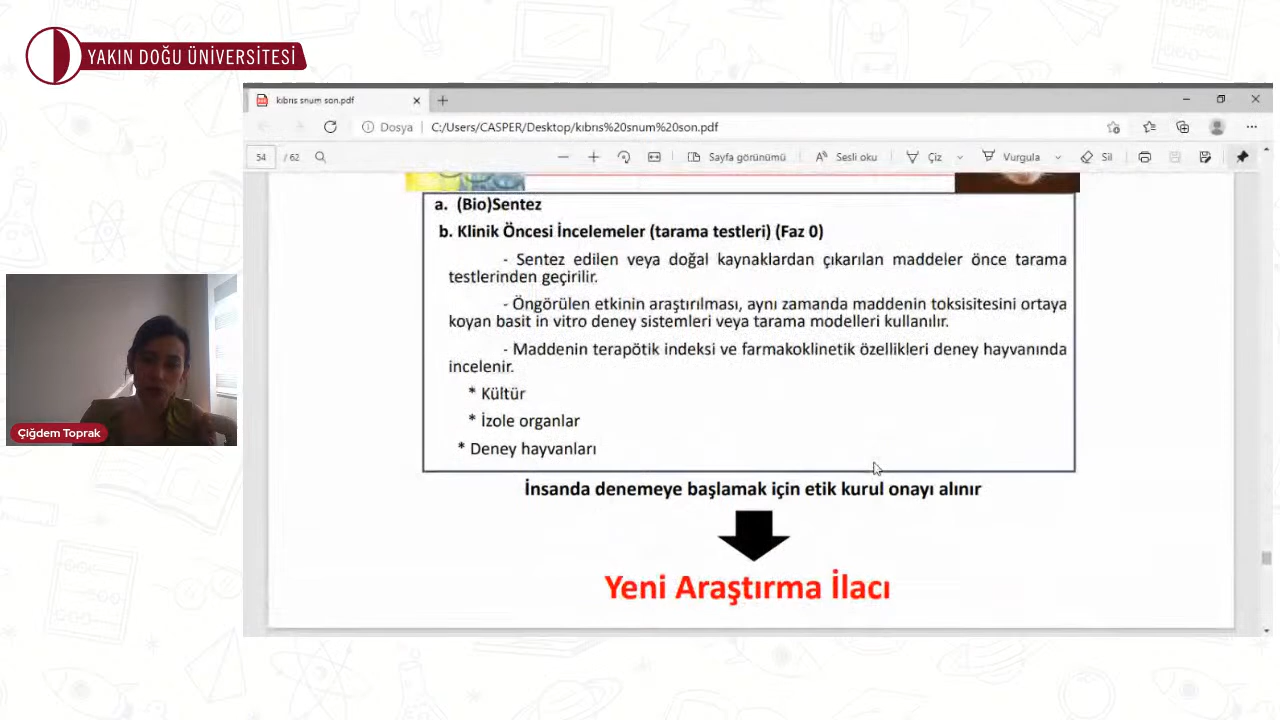 YAKIN DOĞU ÜNİVERSİTESİ
kıbrıs snum son.pdf
Dosya
C:/Users/CASPER/Desktop/kıbrıs%20snum%20son.pdf
54 / 62
Sayfa görünümü
Sesli oku
Çiz
Vurgula
Sil
a. (Bio)Sentez
b. Klinik Öncesi İncelemeler (tarama testleri) (Faz 0)
- Sentez edilen veya doğal kaynaklardan çıkarılan maddeler önce tarama
testlerinden geçirilir.
- Öngörülen etkinin araştırılması, aynı zamanda maddenin toksisitesini ortaya
koyan basit in vitro deney sistemleri veya tarama modelleri kullanılır.
- Maddenin terapötik indeksi ve farmakoklinetik özellikleri deney hayvanında
incelenir.
* Kültür
* İzole organlar
* Deney hayvanları
İnsanda denemeye başlamak için etik kurul onayı alınır
Yeni Araştırma İlacı
Çiğdem Toprak